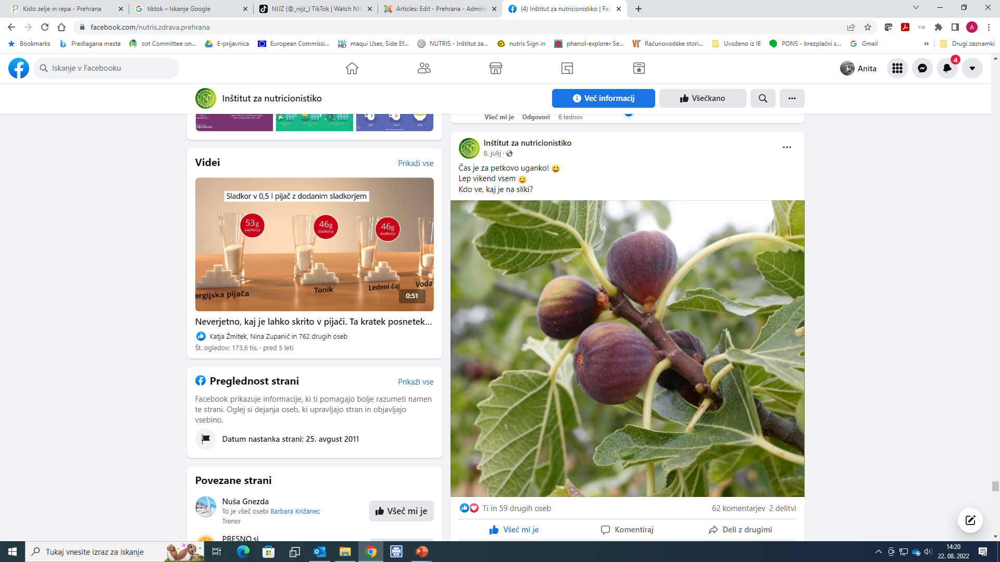 Kislo zelje in repa - Prehrana
tiktok – Iskanje Google
NIJZ (@_nijz_) TikTok | Watch NIJ
Articles: Edit - Prehrana - Adminis
(4) Inštitut za nutricionistiko | Fac
facebook.com/nutris.zdrava.prehrana
A
Bookmarks
Predlagana mesta
cot Committee on...
E-prijavnica
European Commissi...
maqui Uses, Side Ef...
NUTRIS - Inštitut za...
nutris Sign in
phenol-explorer Se...
Računovodske stori...
Uvoženo iz IE
PONS - brezplačni s...
Gmail
»
Drugi zaznamki
Iskanje v Facebooku
Anita
4
Inštitut za nutricionistiko
Več informacij
Všečkano
Videi
Prikaži vse
Sladkor v 0,5 l pijač z dodanim sladkorjem
53g
sladkorja
46g
sladkorja
46g
sladkorja
ergijska pijača
Tonik
Ledeni čaj
Voda
0:51
Neverjetno, kaj je lahko skrito v pijači. Ta kratek posnetek...
Katja Žmitek, Nina Zupanič in 762 drugih oseb
Št. ogledov: 173,6 tis. · pred 5 leti
Preglednost strani
Prikaži vse
Facebook prikazuje informacije, ki ti pomagajo bolje razumeti namen
te strani. Oglej si dejanja oseb, ki upravljajo stran in objavljajo
vsebino.
Datum nastanka strani: 25. avgust 2011
Povezane strani
Nuša Gnezda
To je všeč osebi Barbara Križanec
Trener
Všeč mi je
PRESNO.si
Všeč mi je
Odgovori
6 tednov
Inštitut za nutricionistiko
8. julij ·
Čas je za petkovo uganko! 😀
Lep vikend vsem 😀
Kdo ve, kaj je na sliki?
Ti in 59 drugih oseb
62 komentarjev
2 delitvi
Všeč mi je
Komentiraj
Deli z drugimi
Tukaj vnesite izraz za iskanje
14:20
22. 08. 2022